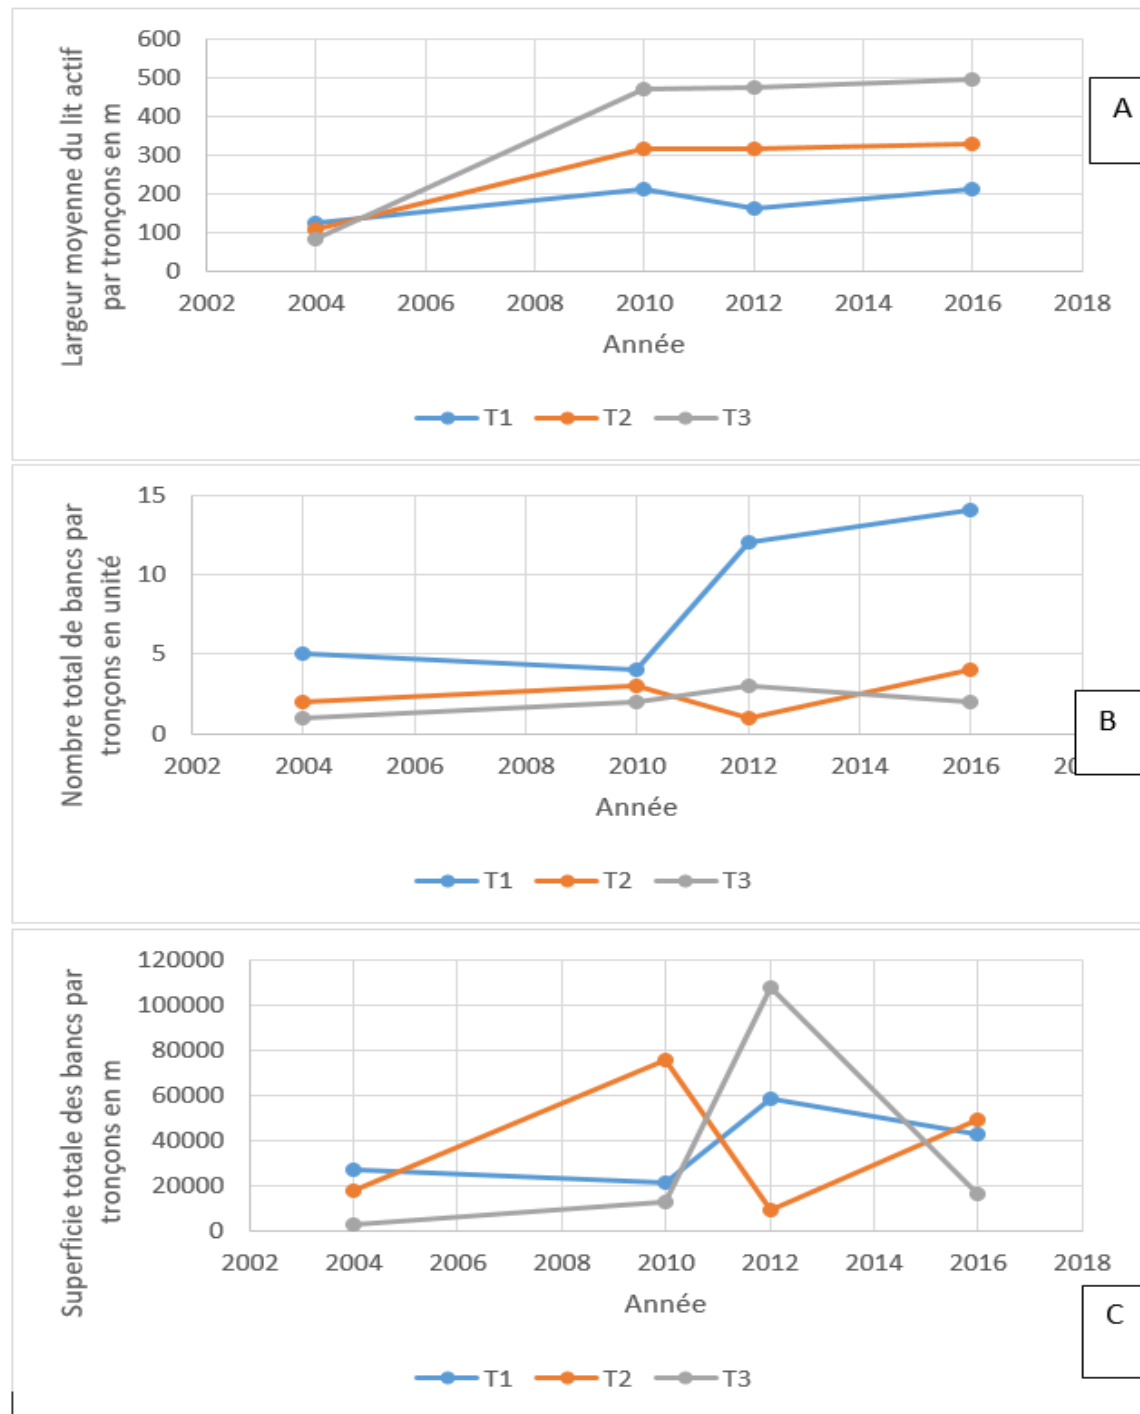 600
500
400
300
200
100
0
Largeur moyenne du lit actif
par tronçons en m
2002 2004 2006 2008 2010 2012 2014 2016 2018
Année
T1 T2 T3
A
15
10
5
0
Nombre total de bancs par
tronçons en unité
2002 2004 2006 2008 2010 2012 2014 2016
Année
T1 T2 T3
B
120000
100000
80000
60000
40000
20000
0
Superficie totale des bancs par
tronçons en m
2002 2004 2006 2008 2010 2012 2014 2016 2018
Année
T1 T2 T3
C